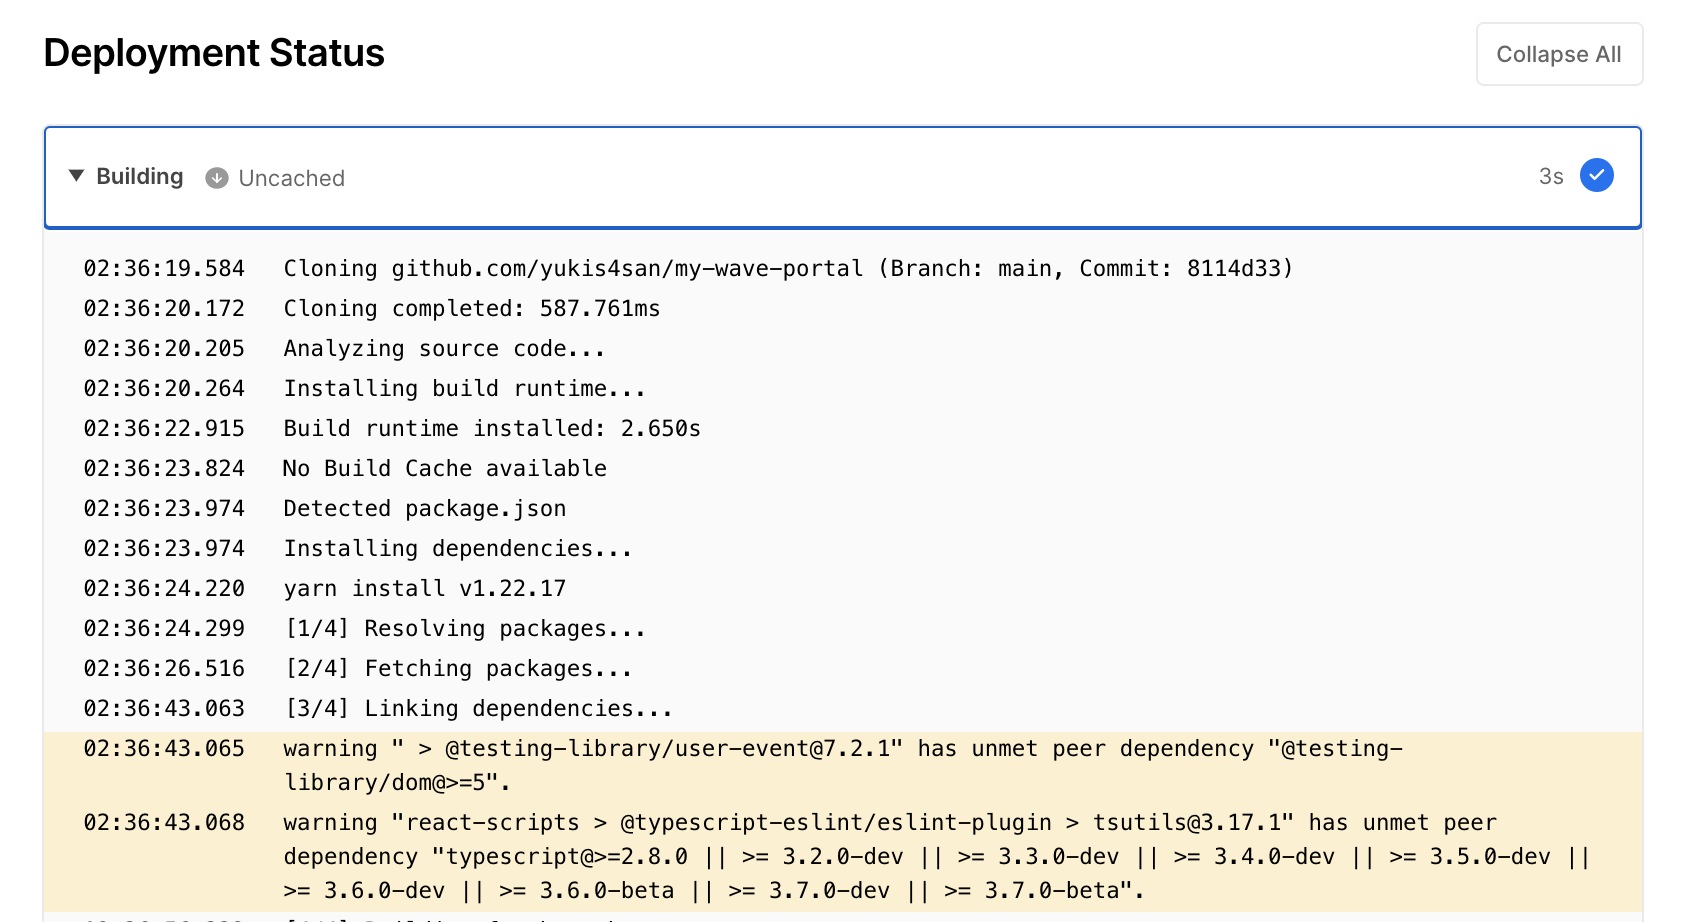 Deployment Status
Collapse All
Building Uncached 3s
02:36:19.584 Cloning github.com/yukis4san/my-wave-portal (Branch: main, Commit: 8114d33)
02:36:20.172 Cloning completed: 587.761ms
02:36:20.205 Analyzing source code...
02:36:20.264 Installing build runtime...
02:36:22.915 Build runtime installed: 2.650s
02:36:23.824 No Build Cache available
02:36:23.974 Detected package.json
02:36:23.974 Installing dependencies...
02:36:24.220 yarn install v1.22.17
02:36:24.299 [1/4] Resolving packages...
02:36:26.516 [2/4] Fetching packages...
02:36:43.063 [3/4] Linking dependencies...
02:36:43.065 warning " > @testing-library/user-event@7.2.1" has unmet peer dependency "@testing-
library/dom@>=5".
02:36:43.068 warning "react-scripts > @typescript-eslint/eslint-plugin > tsutils@3.17.1" has unmet peer
dependency "typescript@>=2.8.0 || >= 3.2.0-dev || >= 3.3.0-dev || >= 3.4.0-dev || >= 3.5.0-dev ||
>= 3.6.0-dev || >= 3.6.0-beta || >= 3.7.0-dev || >= 3.7.0-beta".